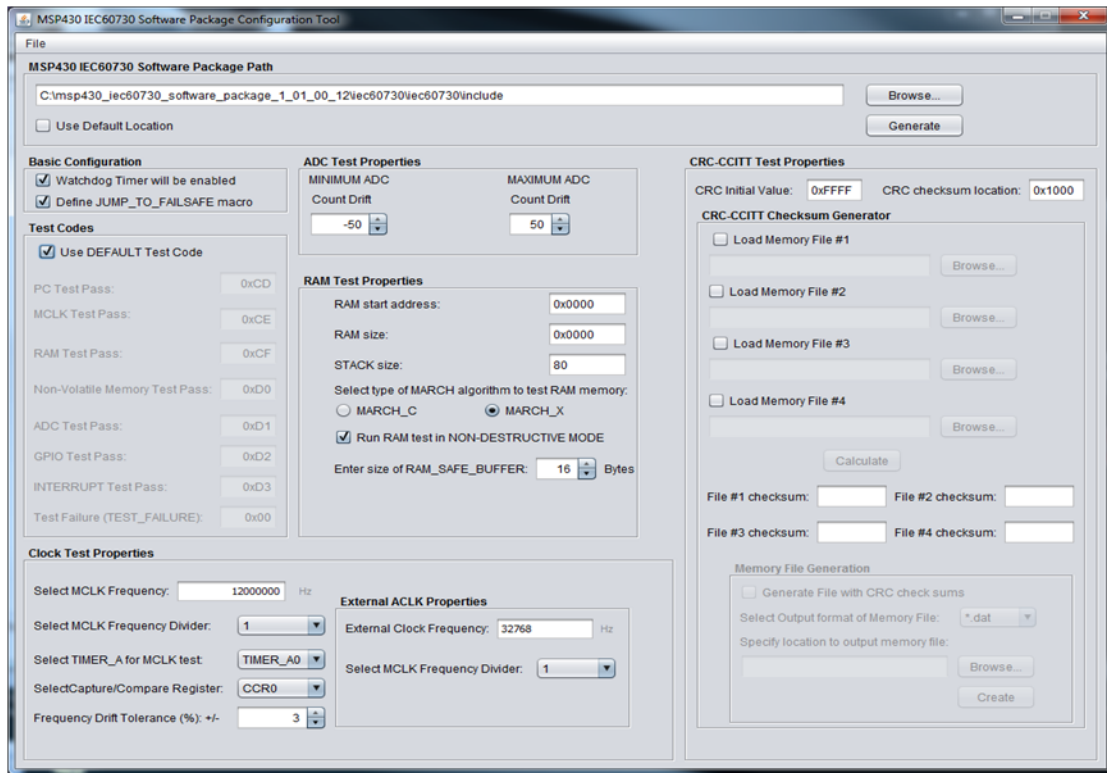 MSP430 IEC60730 Software Package Configuration Tool
File
MSP430 IEC60730 Software Package Path
C:\msp430_iec60730_software_package_1_01_00_12\iec60730\iec60730\include
Browse...
Use Default Location
Generate
Basic Configuration
Watchdog Timer will be enabled
Define JUMP_TO_FAILSAFE macro
Test Codes
Use DEFAULT Test Code
PC Test Pass: 0xCD
MCLK Test Pass: 0xCE
RAM Test Pass: 0xCF
Non-Volatile Memory Test Pass: 0xD0
ADC Test Pass: 0xD1
GPIO Test Pass: 0xD2
INTERRUPT Test Pass: 0xD3
Test Failure (TEST_FAILURE): 0x00
ADC Test Properties
MINIMUM ADC MAXIMUM ADC
Count Drift Count Drift
-50 50
RAM Test Properties
RAM start address: 0x0000
RAM size: 0x0000
STACK size: 80
Select type of MARCH algorithm to test RAM memory:
MARCH_C MARCH_X
Run RAM test in NON-DESTRUCTIVE MODE
Enter size of RAM_SAFE_BUFFER: 16 Bytes
Clock Test Properties
Select MCLK Frequency: 12000000 Hz
Select MCLK Frequency Divider: 1
Select TIMER_A for MCLK test: TIMER_A0
SelectCapture/Compare Register: CCR0
Frequency Drift Tolerance (%): +/- 3
External ACLK Properties
External Clock Frequency: 32768 Hz
Select MCLK Frequency Divider: 1
CRC-CCITT Test Properties
CRC Initial Value: 0xFFFF CRC checksum location: 0x1000
CRC-CCITT Checksum Generator
Load Memory File #1
Browse...
Load Memory File #2
Browse...
Load Memory File #3
Browse...
Load Memory File #4
Browse...
Calculate
File #1 checksum: File #2 checksum:
File #3 checksum: File #4 checksum:
Memory File Generation
Generate File with CRC check sums
Select Output format of Memory File: *.dat
Specify location to output memory file:
Browse...
Create